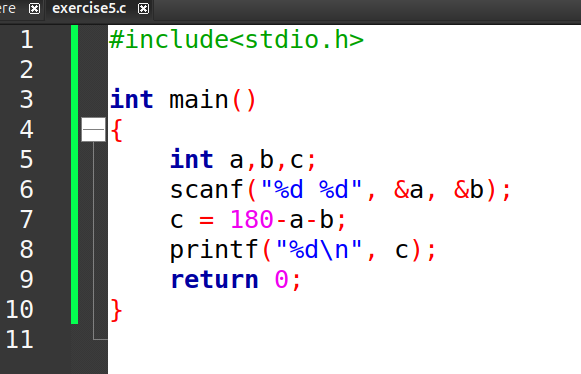 ere exercise5.c
1 #include<stdio.h>
2
3 int main()
4 {
5 int a,b,c;
6 scanf("%d %d", &a, &b);
7 c = 180-a-b;
8 printf("%d\n", c);
9 return 0;
10 }
11